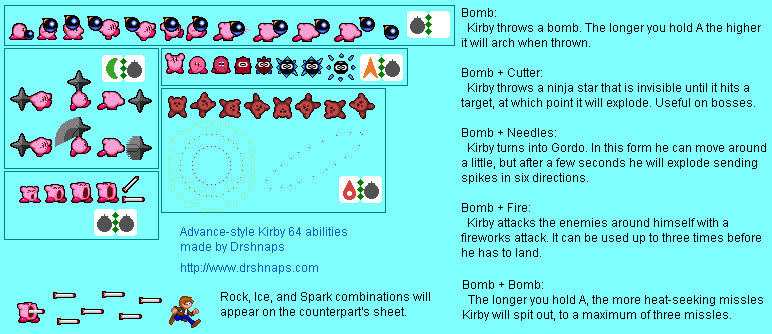 Bomb:
Kirby throws a bomb. The longer you hold A the higher
it will arch when thrown.
Bomb + Cutter:
Kirby throws a ninja star that is invisible until it hits a
target, at which point it will explode. Useful on bosses.
Bomb + Needles:
Kirby turns into Gordo. In this form he can move around
a little, but after a few seconds he will explode sending
spikes in six directions.
Bomb + Fire:
Kirby attacks the enemies around himself with a
fireworks attack. It can be used up to three times before
he has to land.
Bomb + Bomb:
The longer you hold A, the more heat-seeking missles
Kirby will spit out, to a maximum of three missles.
Advance-style Kirby 64 abilities
made by Drshnaps
http://www.drshnaps.com
Rock, Ice, and Spark combinations will
appear on the counterpart's sheet.